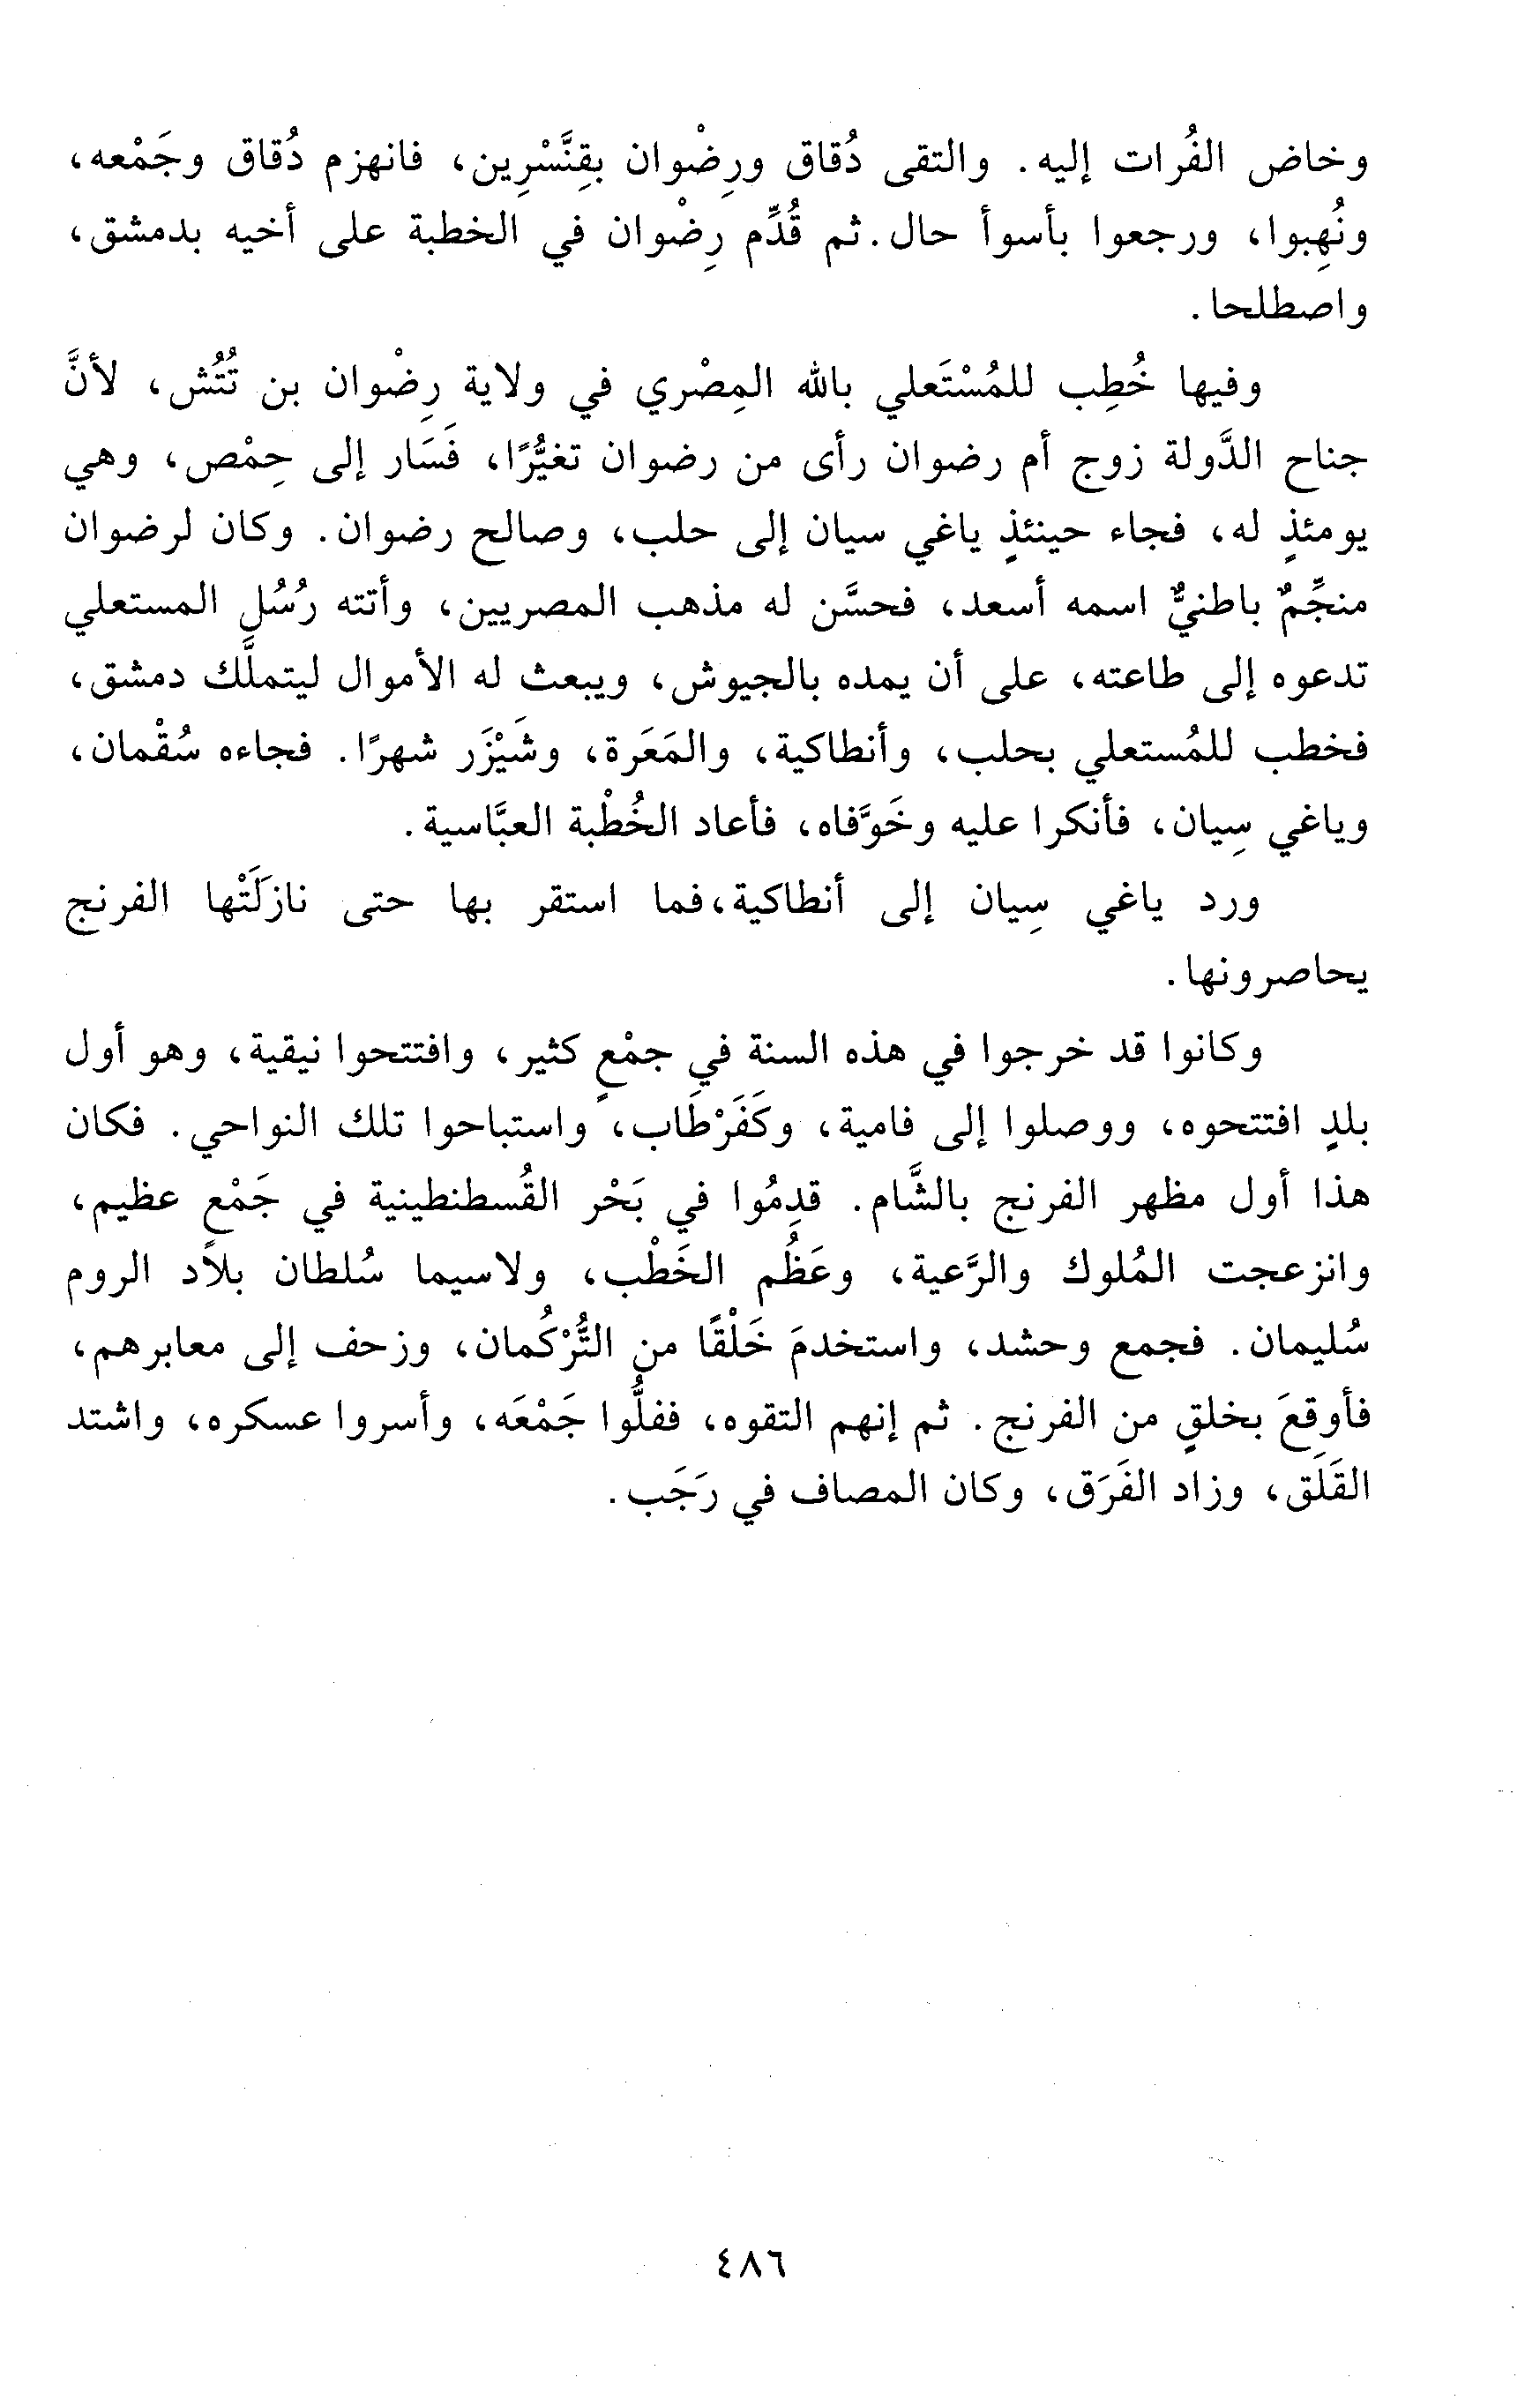 وخاض الفُرات إليه. والتقى دُقاق ورِضْوان بقِنَّسْرِين، فانهزم دُقاق وجَمْعه،
ونُهِبوا، ورجعوا بأسوأ حال. ثم قُدِّم رِضْوان في الخطبة على أخيه بدمشق،
واصطلحا.
وفيها خُطِب للمُسْتَعلي بالله المِصْري في ولاية رِضْوان بن تُتُش، لأنَّ
جناح الدَّولة زوج أم رضوان رأى من رضوان تغيُّرًا، فَسَار إلى حِمْص، وهي
يومئذٍ له، فجاء حينئذٍ ياغي سيان إلى حلب، وصالح رضوان. وكان لرضوان
منجِّمٌ باطنيٌّ اسمه أسعد، فحسَّن له مذهب المصريين، وأتته رُسُل المستعلي
تدعوه إلى طاعته، على أن يمده بالجيوش، ويبعث له الأموال ليتملَّك دمشق،
فخطب للمُستعلي بحلب، وأنطاكية، والمَعَرة، وشَيْزَر شهرًا. فجاءه سُقْمان،
وياغي سِيان، فأنكرا عليه وخَوَّفاه، فأعاد الخُطْبة العبَّاسية.
ورد ياغي سِيان إلى أنطاكية، فما استقر بها حتى نازلَتْها الفرنج
يحاصرونها.
وكانوا قد خرجوا في هذه السنة في جمْعٍ كثير، وافتتحوا نيقية، وهو أول
بلدٍ افتتحوه، ووصلوا إلى فامية، وكَفَرْطَاب، واستباحوا تلك النواحي. فكان
هذا أول مظهر الفرنج بالشَّام. قدِمُوا في بَحْر القُسطنطينية في جَمْعٍ عظيم،
وانزعجت المُلوك والرَّعية، وعَظُم الخَطْب، ولاسيما سُلطان بلاد الروم
سُليمان. فجمع وحشد، واستخدمَ خَلْقًا من التُّرْكُمان، وزحف إلى معابرهم،
فأوقعَ بخلقٍ من الفرنج. ثم إنهم التقوه، ففلُّوا جَمْعَه، وأسروا عسكره، واشتد
القَلَق، وزاد الفَرَق، وكان المصاف في رَجَب.
٤٨٦